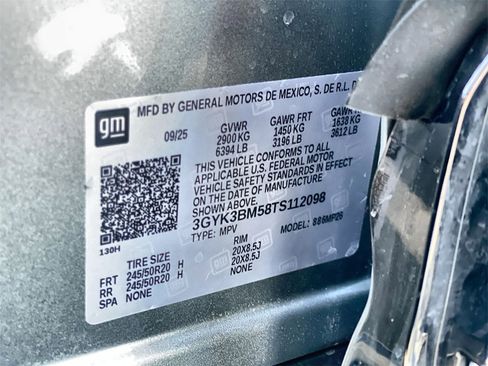 gm
MFD BY GENERAL MOTORS DE MEXICO, S. DE R.L. D
09/25 GVWR GAWR FRT GAWR
2900 KG 1450 KG 1638 KG
6394 LB 3196 LB 3612 LB
THIS VEHICLE CONFORMS TO ALL
APPLICABLE U.S. FEDERAL MOTOR
VEHICLE SAFETY STANDARDS IN EFFECT
ON THE DATE OF MANUFACTURE
SHOWN ABOVE.
3GYK3BM58TS112098
TYPE: MPV MODEL: 886MP26
130H
TIRE SIZE RIM
FRT 245/50R20 H 20X8.5J
RR 245/50R20 H 20X8.5J
SPA NONE NONE